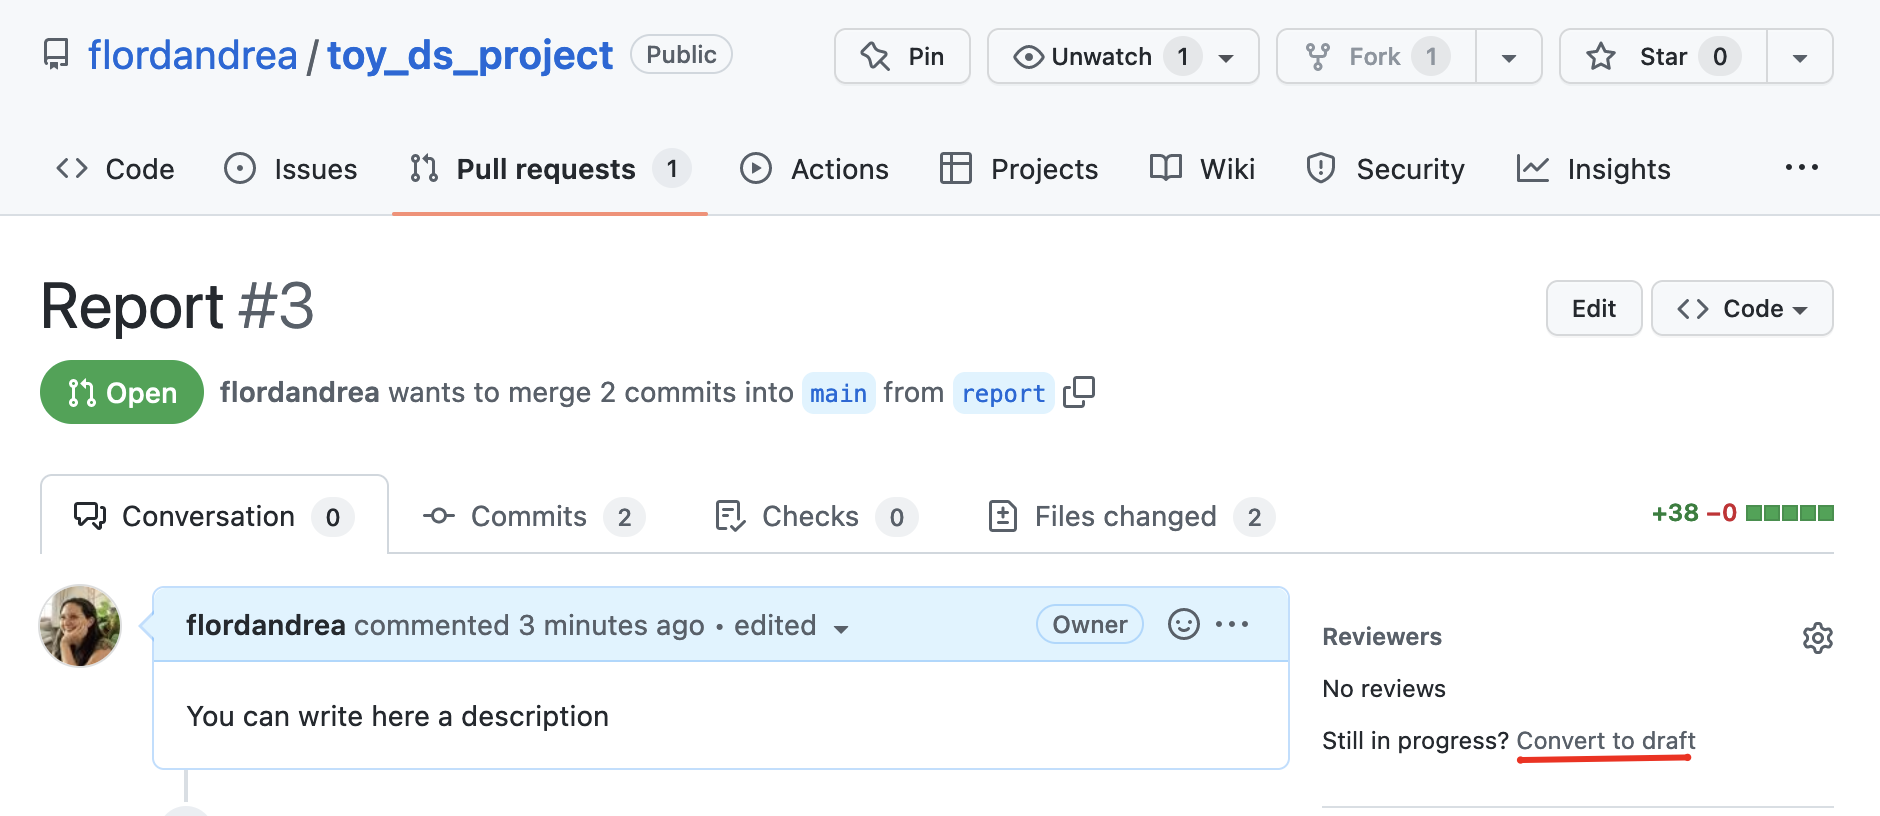 flordandrea / toy_ds_project Public Pin Unwatch 1 Fork 1 Star 0
Code Issues Pull requests 1 Actions Projects Wiki Security Insights ...
Report #3 Edit <> Code
Open flordandrea wants to merge 2 commits into main from report
Conversation 0 Commits 2 Checks 0 Files changed 2 +38 −0
flordandrea commented 3 minutes ago • edited Owner ...
Reviewers
No reviews
You can write here a description
Still in progress? Convert to draft